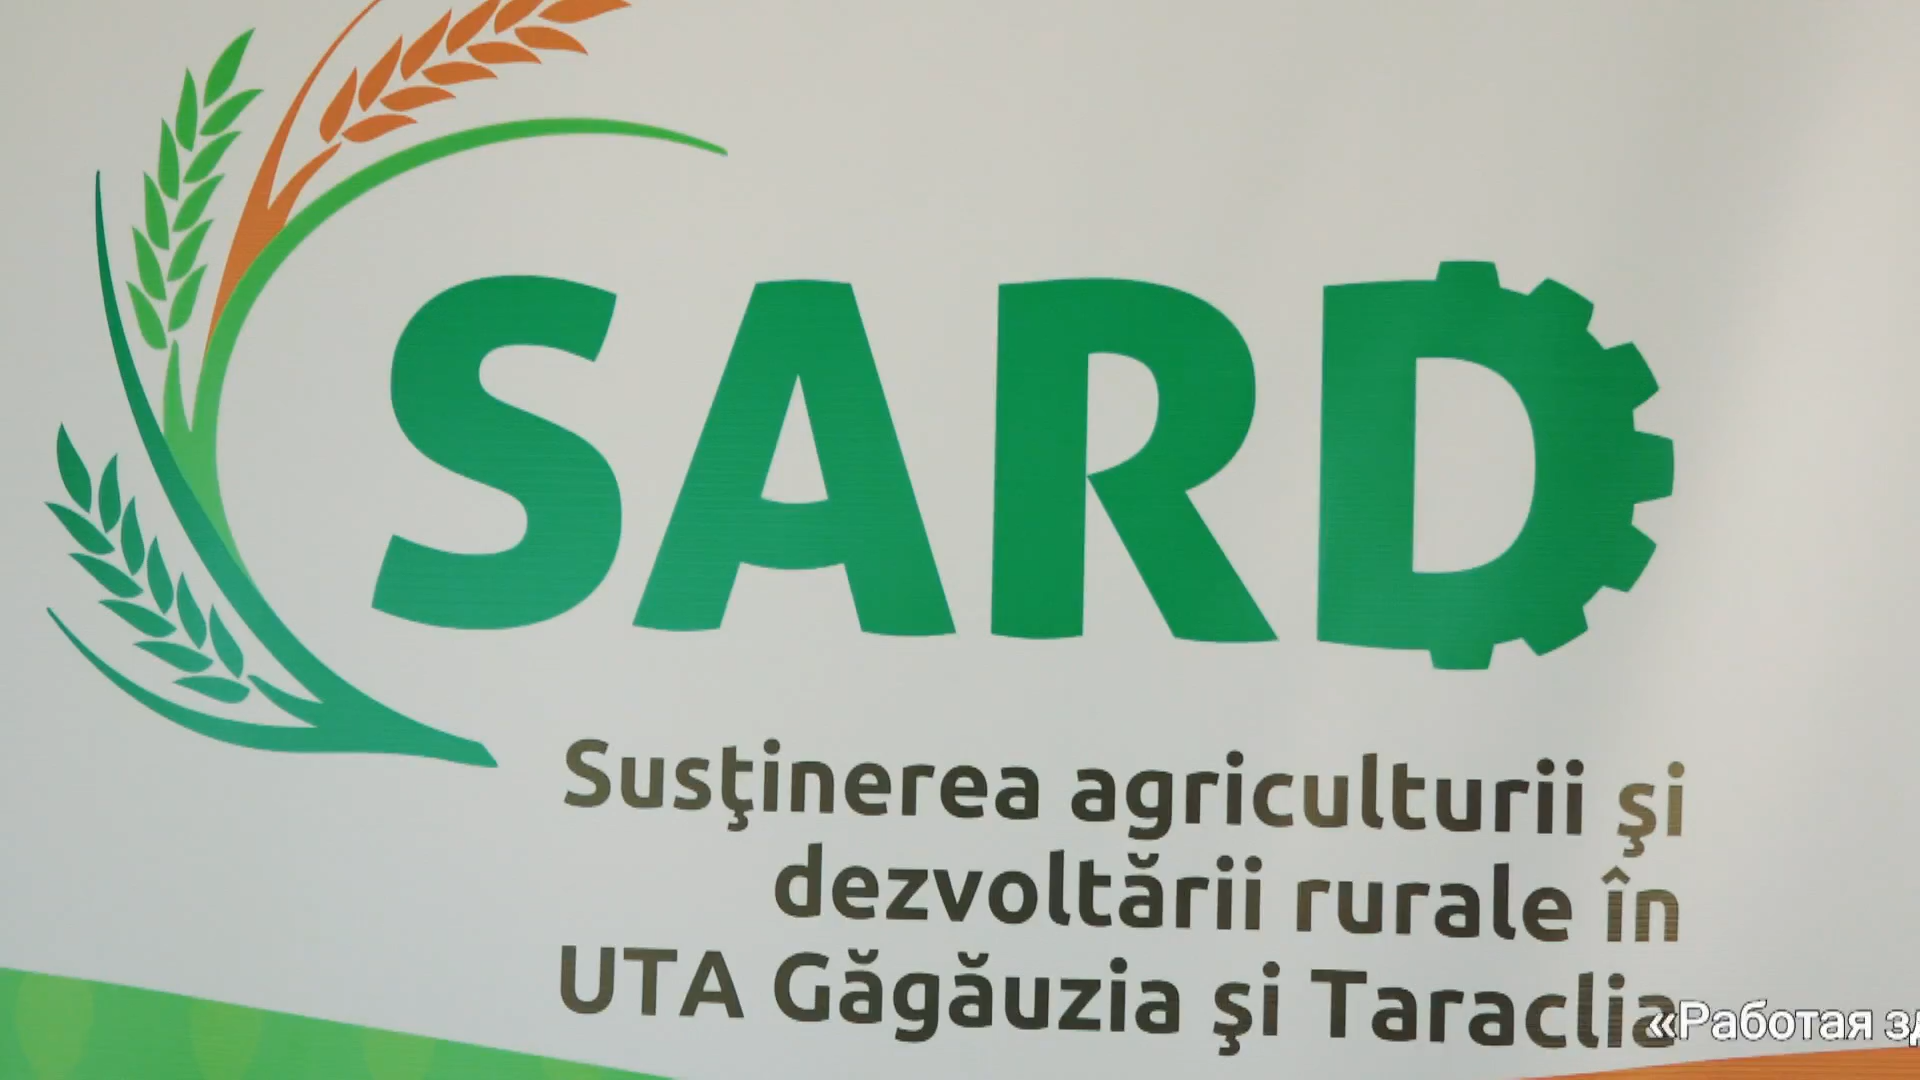 SARD
Susţinerea agriculturii şi
dezvoltării rurale în
UTA Găgăuzia şi Taraclia
«Работая